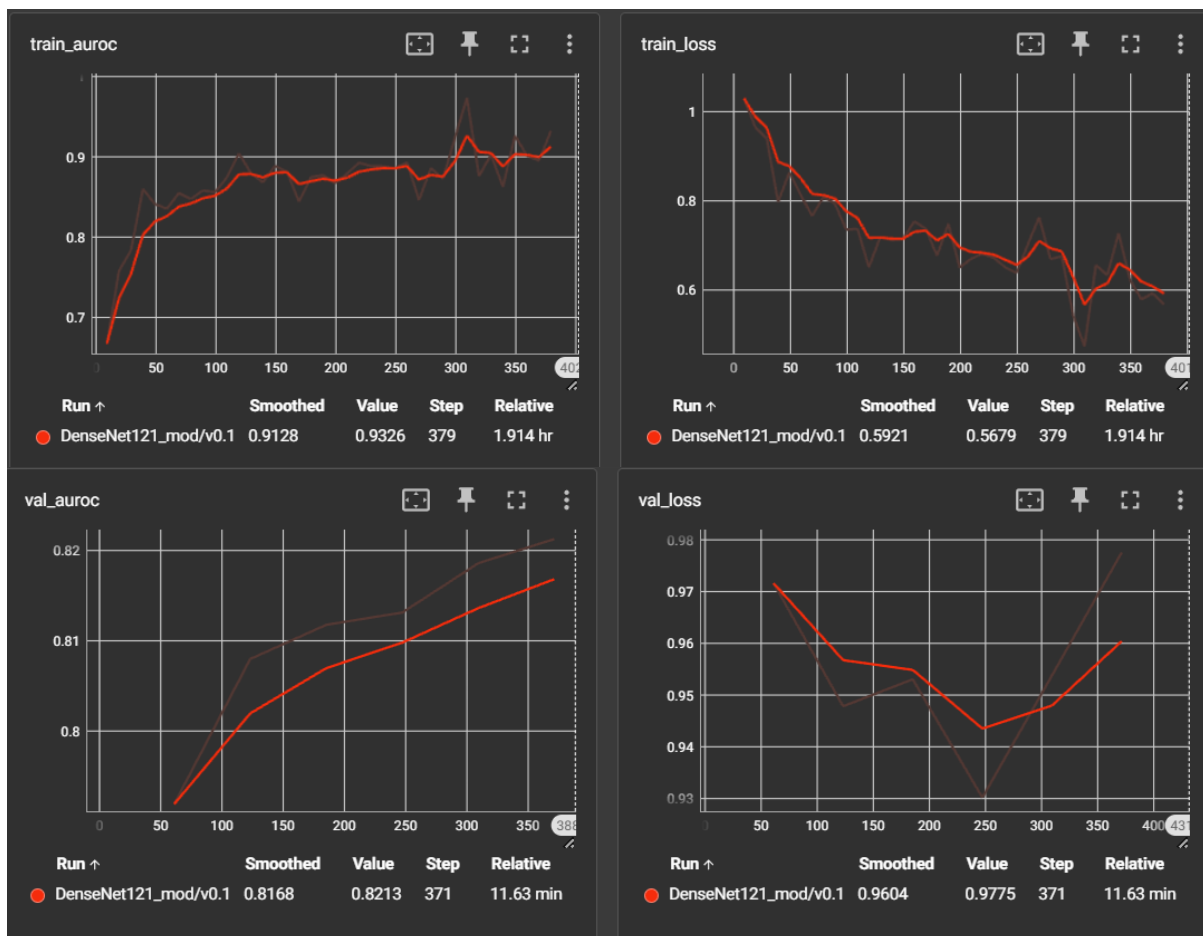 train_auroc
1
0.9
0.8
0.7
0 50 100 150 200 250 300 350 402
Run ↑ Smoothed Value Step Relative
DenseNet121_mod/v0.1 0.9128 0.9326 379 1.914 hr
train_loss
1
0.8
0.6
0 50 100 150 200 250 300 350 401
Run ↑ Smoothed Value Step Relative
DenseNet121_mod/v0.1 0.5921 0.5679 379 1.914 hr
val_auroc
0.82
0.81
0.8
0 50 100 150 200 250 300 350 388
Run ↑ Smoothed Value Step Relative
DenseNet121_mod/v0.1 0.8168 0.8213 371 11.63 min
val_loss
0.98
0.97
0.96
0.95
0.94
0.93
0 50 100 150 200 250 300 350 400 431
Run ↑ Smoothed Value Step Relative
DenseNet121_mod/v0.1 0.9604 0.9775 371 11.63 min